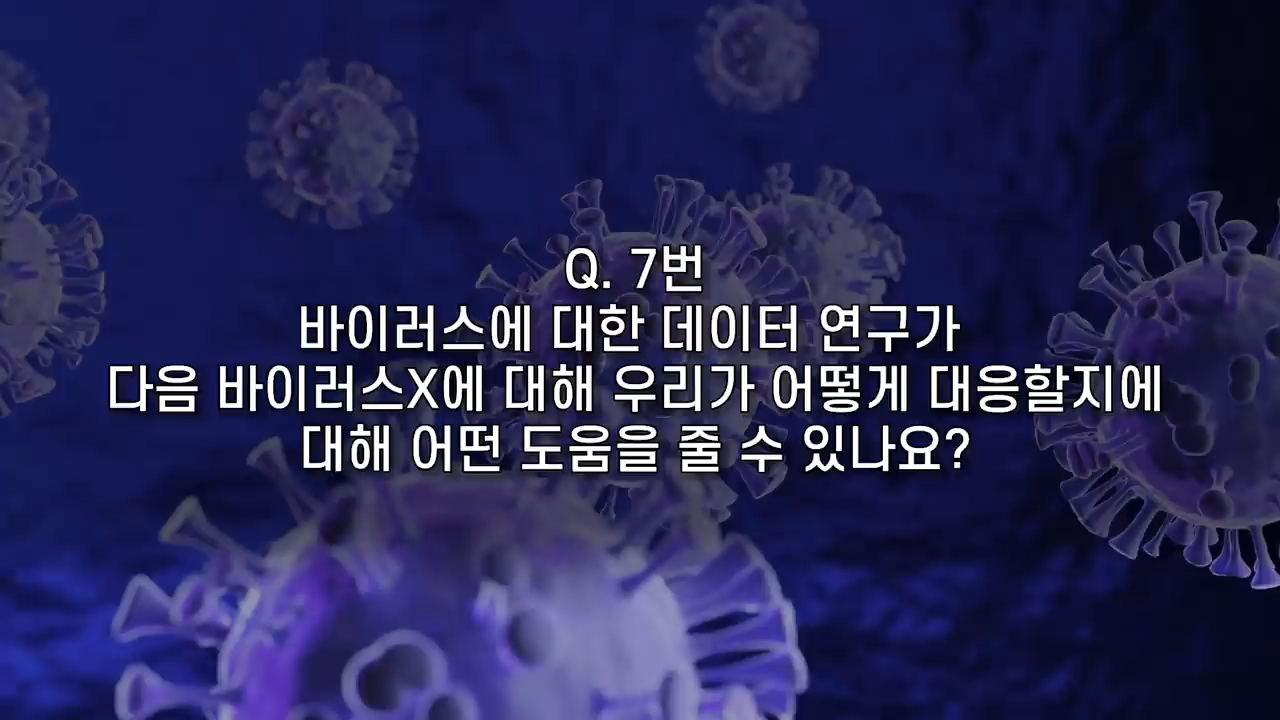 Q. 7번
바이러스에 대한 데이터 연구가
다음 바이러스X에 대해 우리가 어떻게 대응할지에
대해 어떤 도움을 줄 수 있나요?